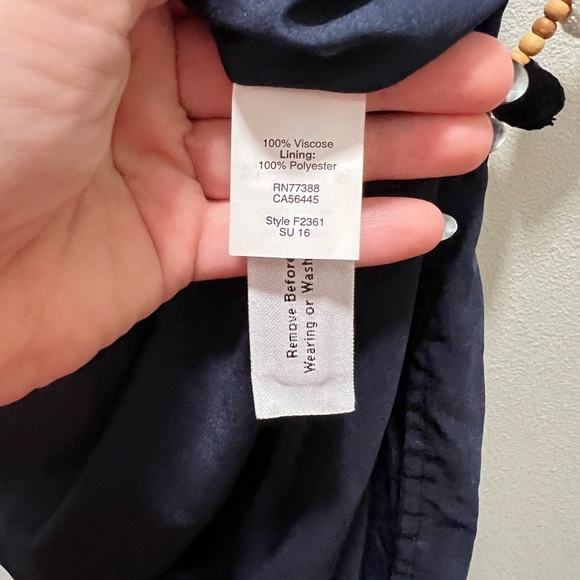 100% Viscose
Lining:
100% Polyester
RN77388
CA56445
Style F2361
SU 16
Remove Before
Wearing or Wash